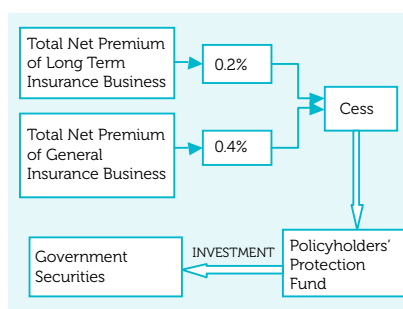 Total Net Premium
of Long Term
Insurance Business
0.2%
Total Net Premium
of General
Insurance Business
0.4%
Cess
Policyholders’
Protection
Fund
INVESTMENT
Government
Securities